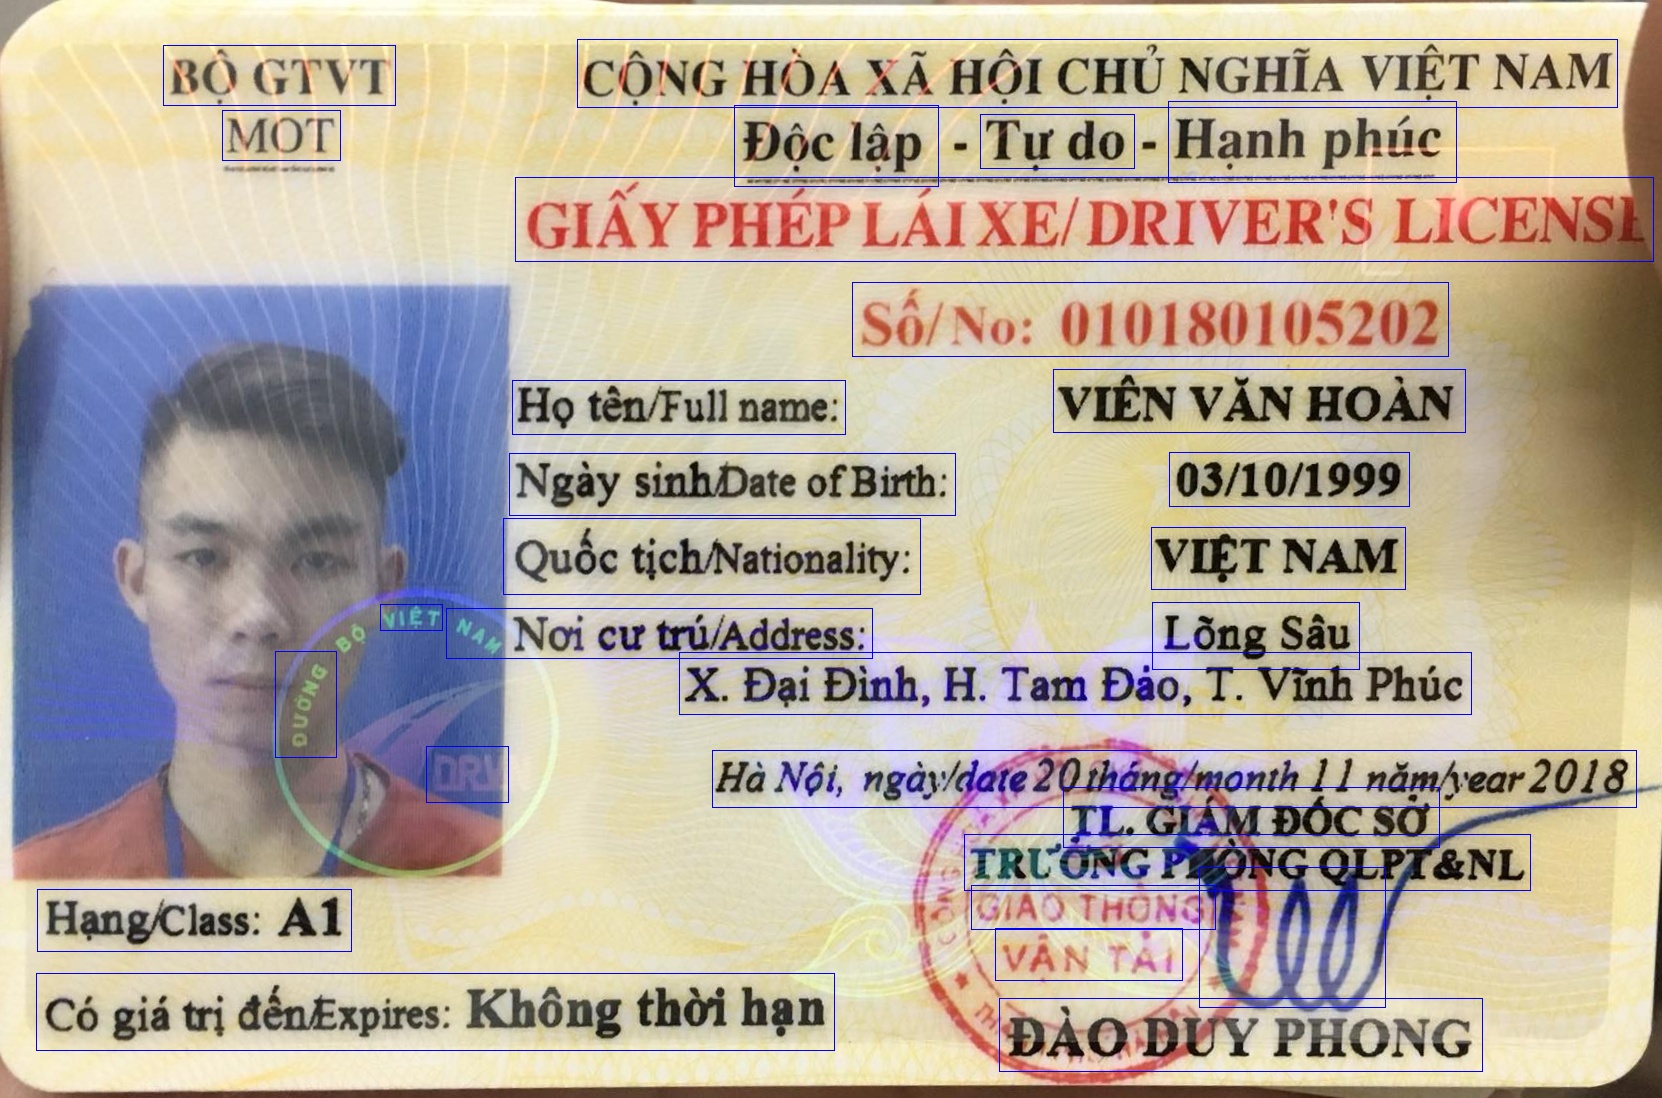 BỘ GTVT
MOT
CỘNG HÒA XÃ HỘI CHỦ NGHĨA VIỆT NAM
Độc lập - Tự do - Hạnh phúc
GIẤY PHÉP LÁI XE/ DRIVER'S LICENSE
Số/ No: 010180105202
Họ tên/Full name: VIÊN VĂN HOÀN
Ngày sinh/Date of Birth: 03/10/1999
Quốc tịch/Nationality: VIỆT NAM
Nơi cư trú/Address: Lõng Sâu
X. Đại Đình, H. Tam Đảo, T. Vĩnh Phúc
ĐƯỜNG BỘ VIỆT NAM
DRVN
Hà Nội, ngày/date 20 tháng/month 11 năm/year 2018
TL. GIÁM ĐỐC SỞ
TRƯỞNG PHÒNG QLPT&NL
GIAO THÔNG
VẬN TẢI
Hạng/Class: A1
Có giá trị đến/Expires: Không thời hạn
ĐÀO DUY PHONG